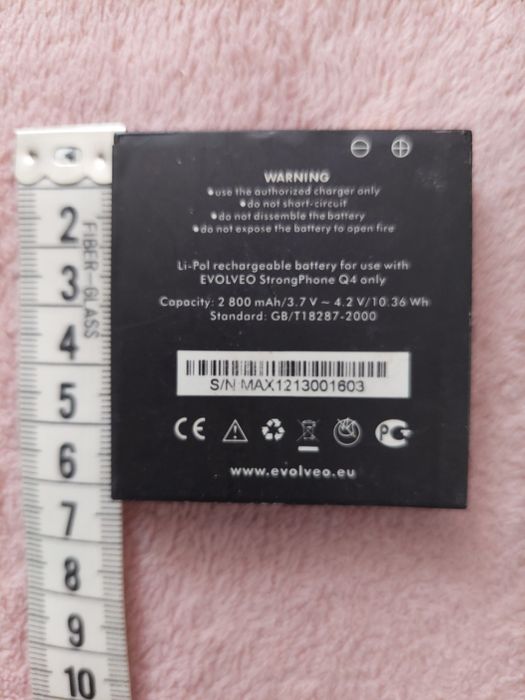 ⊖ ⊕
WARNING
●use the authorized charger only
●do not short-circuit
●do not dissemble the battery
●do not expose the battery to open fire
Li-Pol rechargeable battery for use with
EVOLVEO StrongPhone Q4 only
Capacity: 2 800 mAh/3.7 V ~ 4.2 V/10.36 Wh
Standard: GB/T18287-2000
S/N MAX1213001603
CE
PG
www.evolveo.eu
2
3
4
5
6
7
8
9
10
FIBER-GLASS